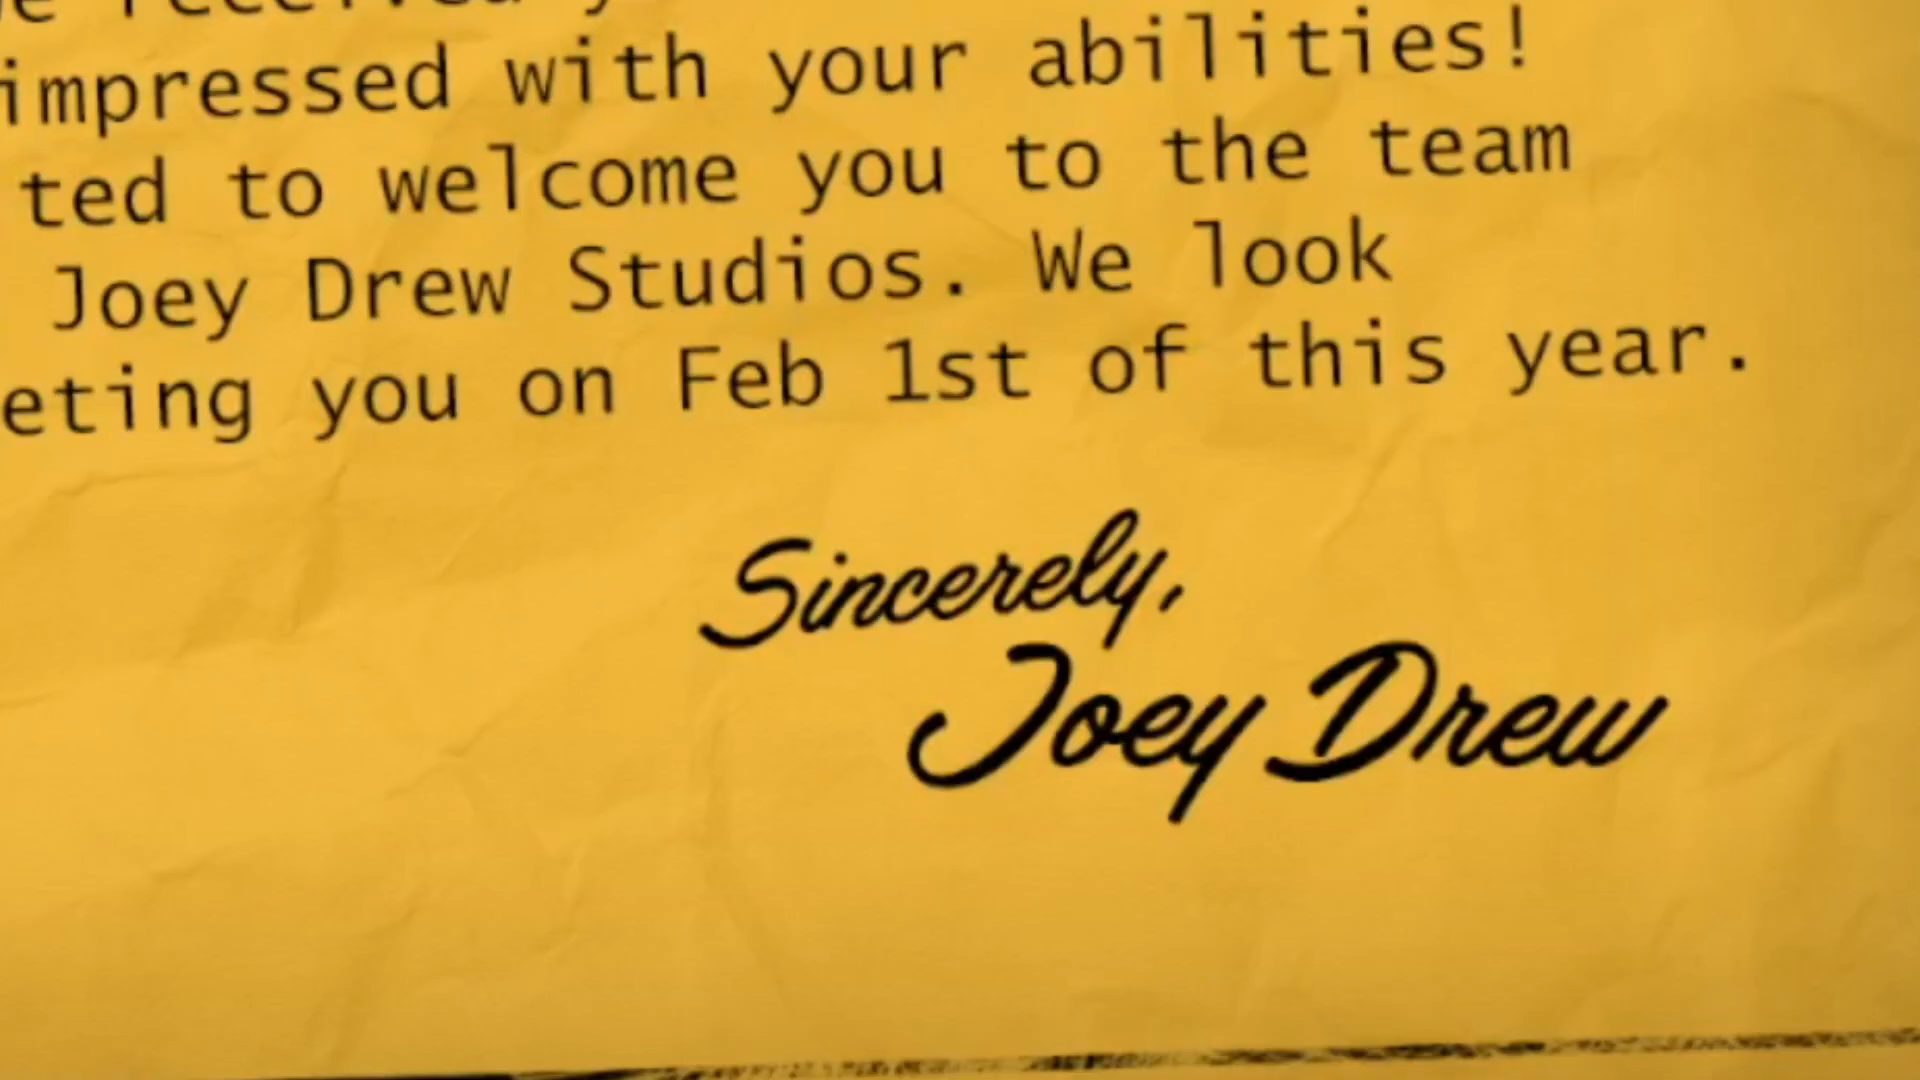 received
impressed with your abilities!
ted to welcome you to the team
Joey Drew Studios. We look
eting you on Feb 1st of this year.
Sincerely,
Joey Drew